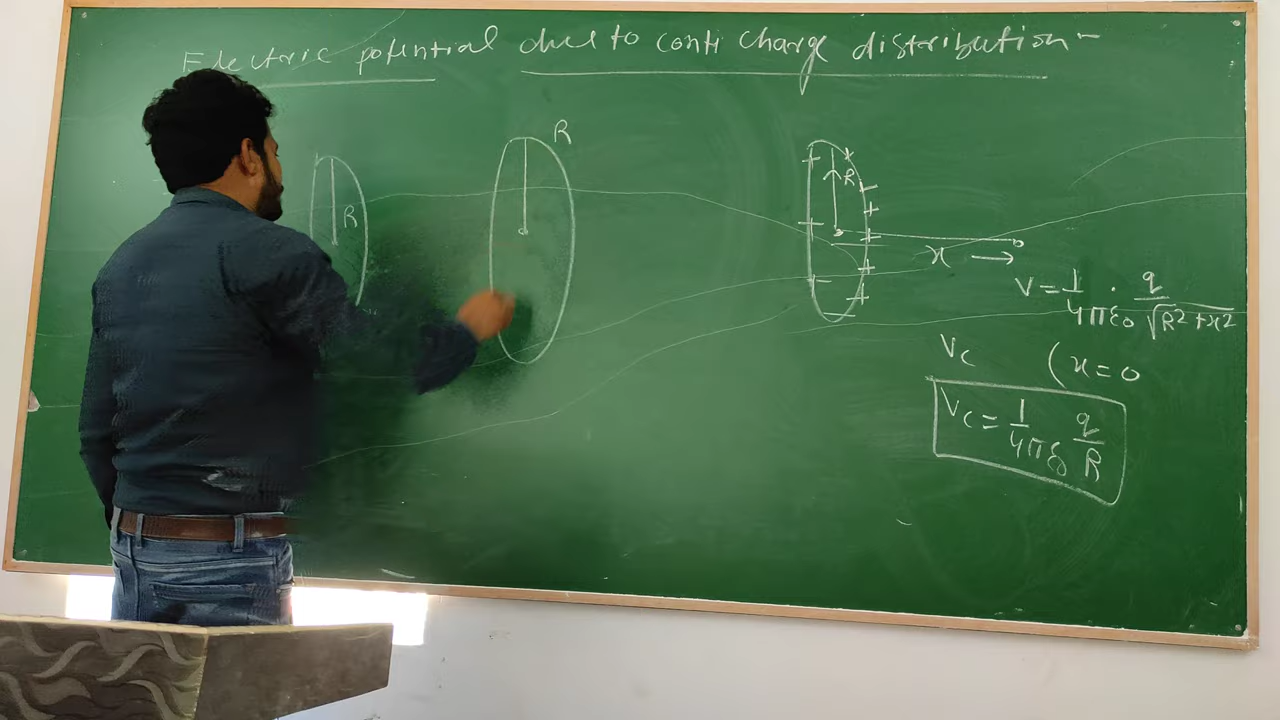 Electric potential due to conti charge distribution-
R
R
R
x →
V = 1/4πε₀ · q/√R²+x²
Vc (x=0
Vc = 1/4πε₀ q/R